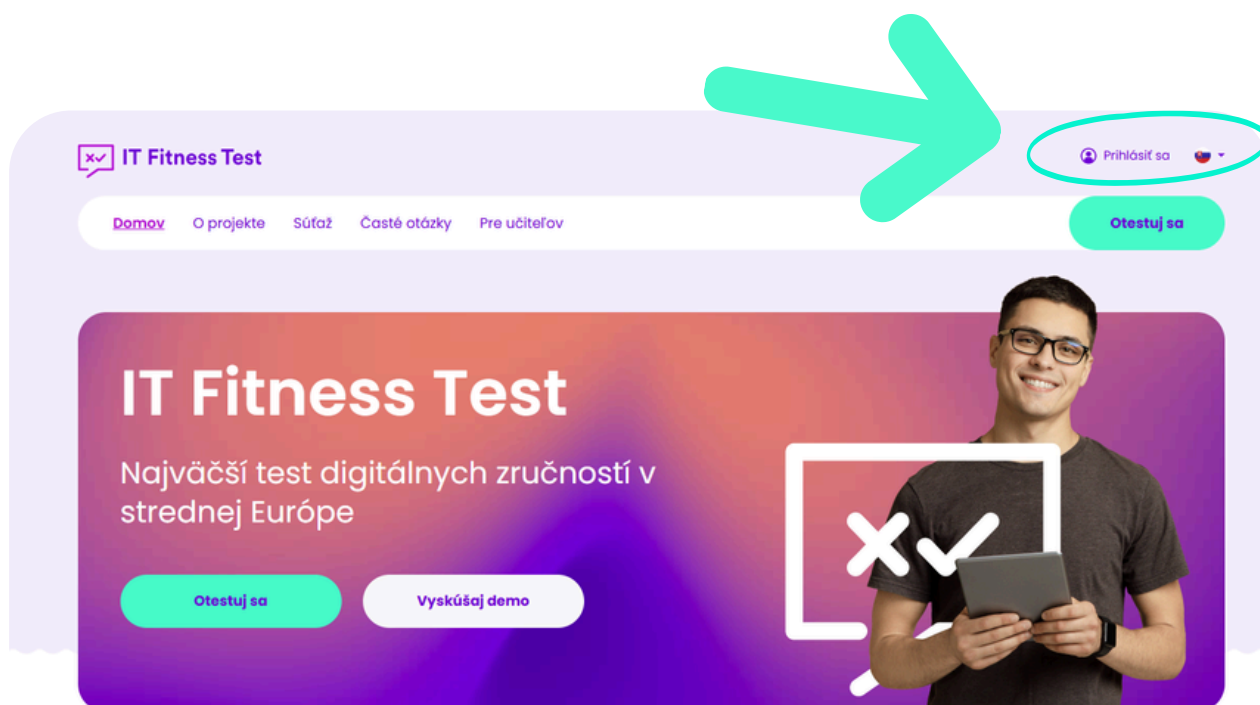 IT Fitness Test
Prihlásiť sa
Domov O projekte Súťaž Časté otázky Pre učiteľov
Otestuj sa
IT Fitness Test
Najväčší test digitálnych zručností v
strednej Európe
Otestuj sa
Vyskúšaj demo